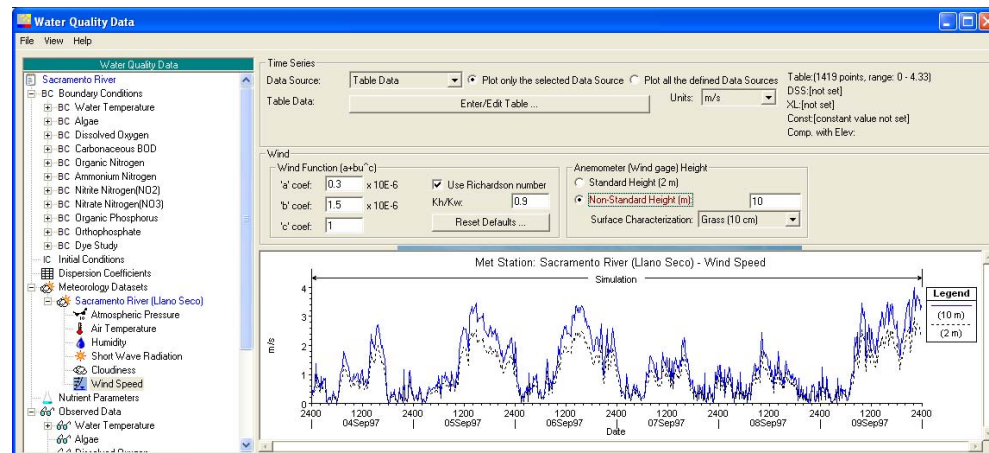 Water Quality Data
File View Help
Water Quality Data
Sacramento River
BC Boundary Conditions
BC Water Temperature
BC Algae
BC Dissolved Oxygen
BC Carbonaceous BOD
BC Organic Nitrogen
BC Ammonium Nitrogen
BC Nitrite Nitrogen(NO2)
BC Nitrate Nitrogen(NO3)
BC Organic Phosphorus
BC Orthophosphate
BC Dye Study
IC Initial Conditions
Dispersion Coefficients
Meteorology Datasets
Sacramento River (Llano Seco)
Atmospheric Pressure
Air Temperature
Humidity
Short Wave Radiation
Cloudiness
Wind Speed
Nutrient Parameters
Observed Data
Water Temperature
Algae
Dissolved Oxygen
Time Series
Data Source: Table Data Plot only the selected Data Source Plot all the defined Data Sources
Table Data: Enter/Edit Table ... Units: m/s
Table:(1419 points, range: 0 - 4.33)
DSS:[not set]
XL:[not set]
Const:[constant value not set]
Comp. with Elev:
Wind
Wind Function (a+bu^c)
'a' coef: 0.3 x 10E-6 Use Richardson number
'b' coef: 1.5 x 10E-6 Kh/Kw: 0.9
'c' coef: 1 Reset Defaults ...
Anemometer (Wind gage) Height
Standard Height (2 m)
Non-Standard Height (m): 10
Surface Characterization: Grass (10 cm)
Met Station: Sacramento River (Llano Seco) - Wind Speed
Simulation
4
3
2
1
0
m/s
2400 1200 2400 1200 2400 1200 2400 1200 2400 1200 2400 1200 2400
04Sep97 05Sep97 06Sep97 07Sep97 08Sep97 09Sep97
Date
Legend
(10 m)
(2 m)